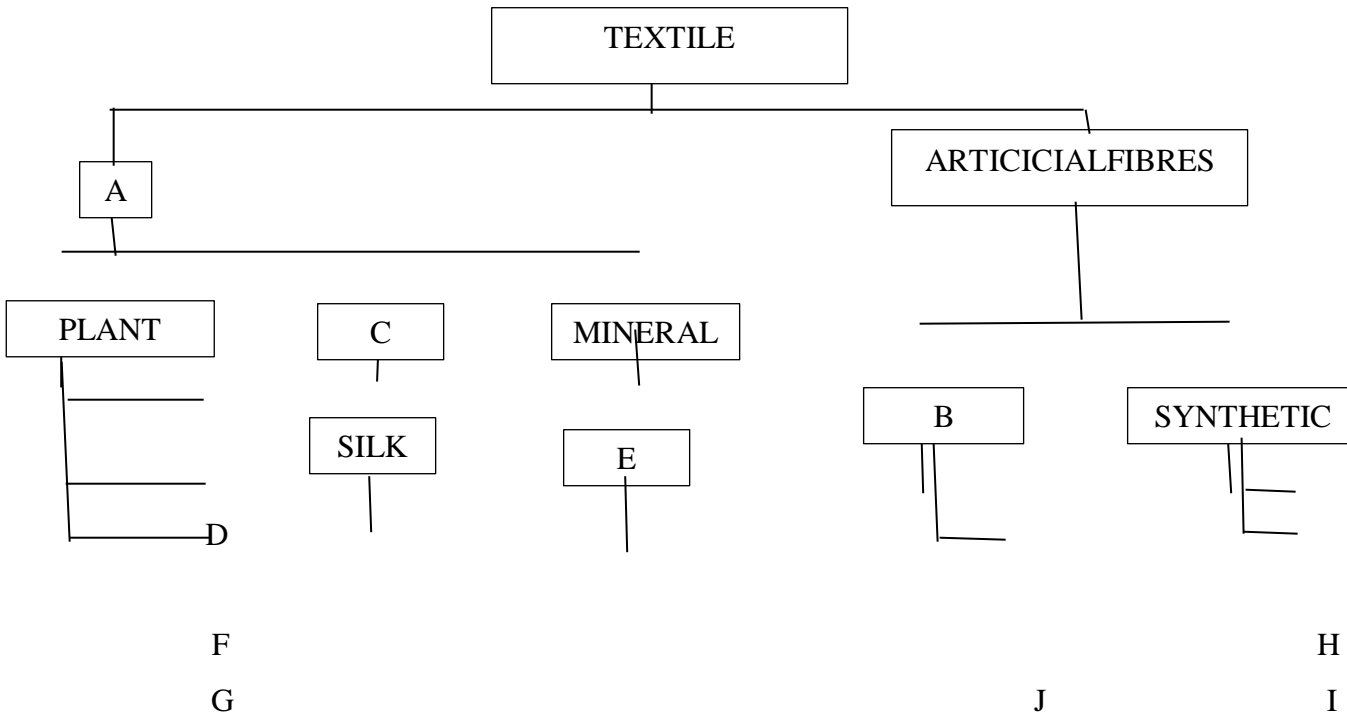 TEXTILE
ARTICICIALFIBRES
A
PLANT
C
MINERAL
B
SYNTHETIC
SILK
E
D
F
H
G
J
I